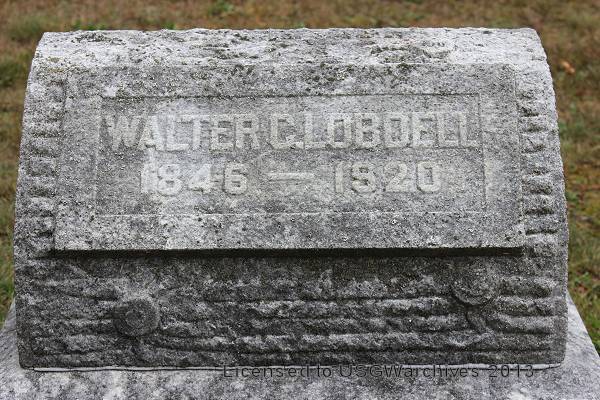 WALTER C. LOBDELL
1846 — 1920
Licensed to USGWarchives 2013